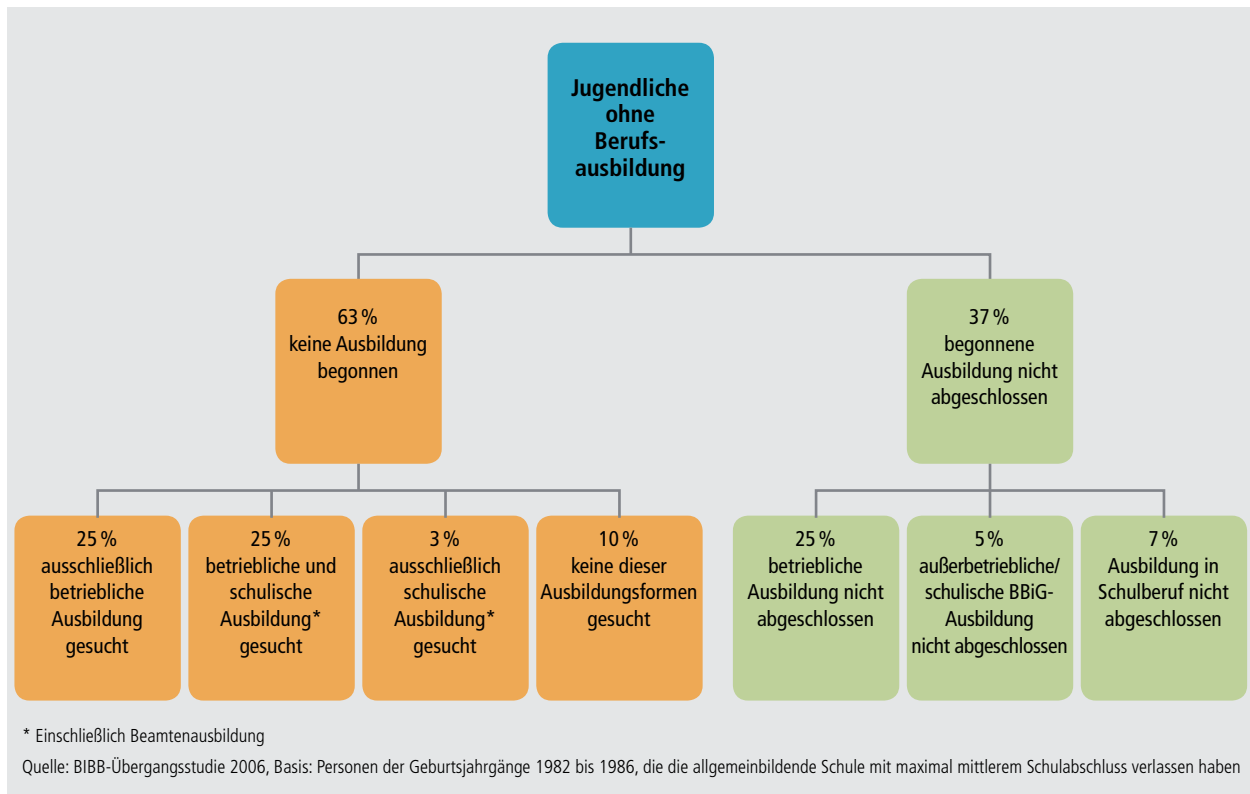 Jugendliche
ohne
Berufs-
ausbildung
63 %
keine Ausbildung
begonnen
37 %
begonnene
Ausbildung nicht
abgeschlossen
25 %
ausschließlich
betriebliche
Ausbildung
gesucht
25 %
betriebliche und
schulische
Ausbildung*
gesucht
3 %
ausschließlich
schulische
Ausbildung*
gesucht
10 %
keine dieser
Ausbildungsformen
gesucht
25 %
betriebliche
Ausbildung nicht
abgeschlossen
5 %
außerbetriebliche/
schulische BBiG-
Ausbildung
nicht abgeschlossen
7 %
Ausbildung in
Schulberuf nicht
abgeschlossen
* Einschließlich Beamtenausbildung
Quelle: BIBB-Übergangsstudie 2006, Basis: Personen der Geburtsjahrgänge 1982 bis 1986, die die allgemeinbildende Schule mit maximal mittlerem Schulabschluss verlassen haben